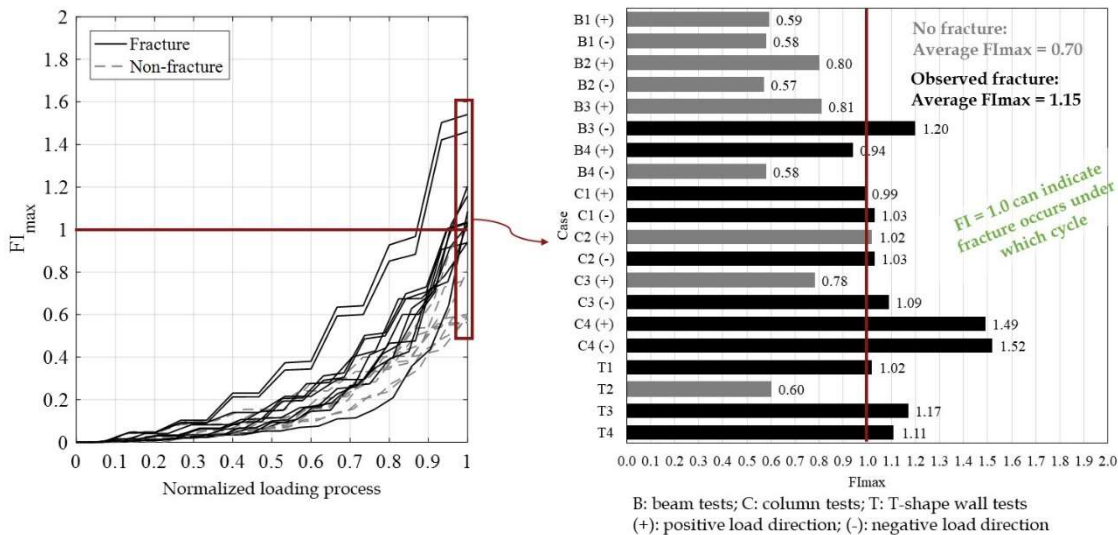 2
1.8
1.6
1.4
1.2
1
0.8
0.6
0.4
0.2
0
FImax
Fracture
Non-fracture
0 0.1 0.2 0.3 0.4 0.5 0.6 0.7 0.8 0.9 1
Normalized loading process
Case
B1 (+) 0.59
B1 (-) 0.58
B2 (+) 0.80
B2 (-) 0.57
B3 (+) 0.81
B3 (-) 1.20
B4 (+) 0.94
B4 (-) 0.58
C1 (+) 0.99
C1 (-) 1.03
C2 (+) 1.02
C2 (-) 1.03
C3 (+) 0.78
C3 (-) 1.09
C4 (+) 1.49
C4 (-) 1.52
T1 1.02
T2 0.60
T3 1.17
T4 1.11
No fracture:
Average FImax = 0.70
Observed fracture:
Average FImax = 1.15
FI = 1.0 can indicate
fracture occurs under
which cycle
0.0 0.1 0.2 0.3 0.4 0.5 0.6 0.7 0.8 0.9 1.0 1.1 1.2 1.3 1.4 1.5 1.6 1.7 1.8 1.9 2.0
FImax
B: beam tests; C: column tests; T: T-shape wall tests
(+): positive load direction; (-): negative load direction